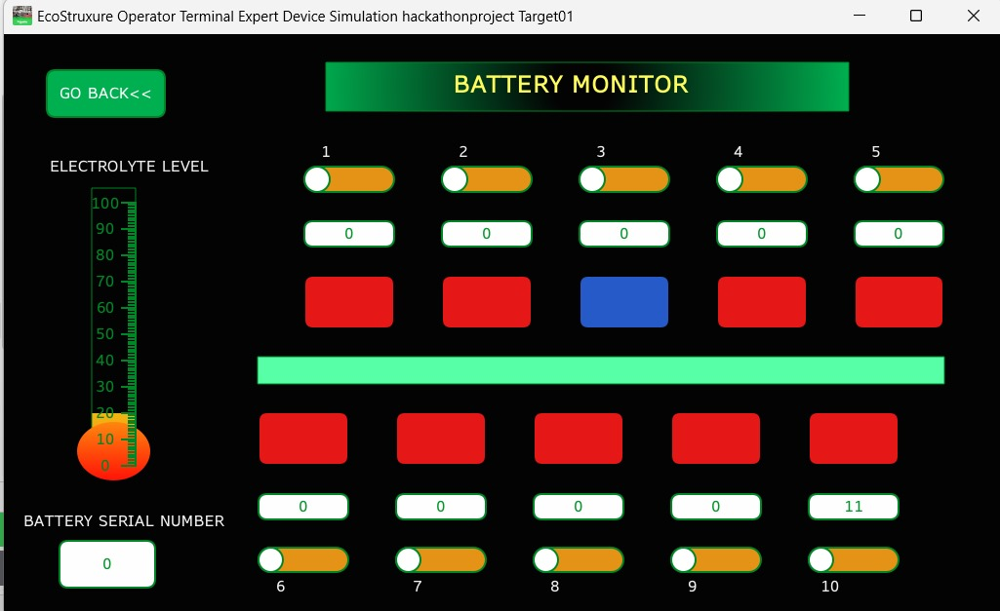 EcoStruxure Operator Terminal Expert Device Simulation hackathonproject Target01
GO BACK<<
BATTERY MONITOR
ELECTROLYTE LEVEL
100
90
80
70
60
50
40
30
20
10
0
BATTERY SERIAL NUMBER
0
1 2 3 4 5
0 0 0 0 0
0 0 0 0 11
6 7 8 9 10